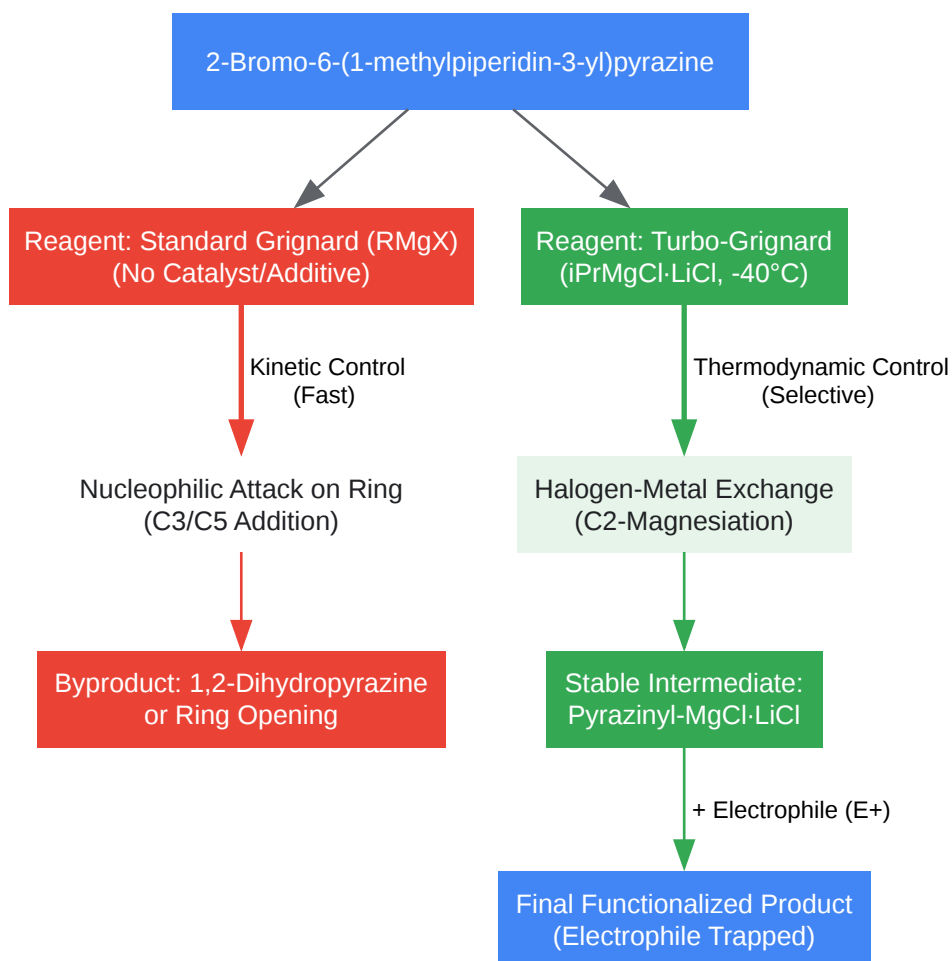 2-Bromo-6-(1-methylpiperidin-3-yl)pyrazine
Reagent: Standard Grignard (RMgX)
(No Catalyst/Additive)
Reagent: Turbo-Grignard
(iPrMgCl·LiCl, -40°C)
Kinetic Control
(Fast)
Thermodynamic Control
(Selective)
Nucleophilic Attack on Ring
(C3/C5 Addition)
Halogen-Metal Exchange
(C2-Magnesiation)
Byproduct: 1,2-Dihydropyrazine
or Ring Opening
Stable Intermediate:
Pyrazinyl-MgCl·LiCl
+ Electrophile (E+)
Final Functionalized Product
(Electrophile Trapped)